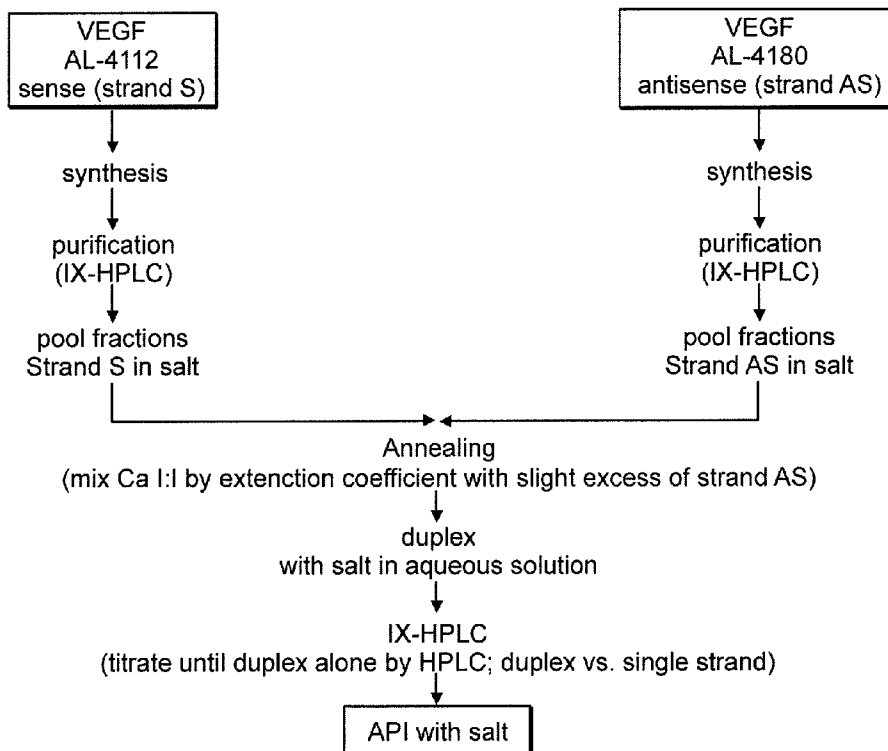 VEGF
AL-4112
sense (strand S)
VEGF
AL-4180
antisense (strand AS)
synthesis
synthesis
purification
(IX-HPLC)
purification
(IX-HPLC)
pool fractions
Strand S in salt
pool fractions
Strand AS in salt
Annealing
(mix Ca I:I by extenction coefficient with slight excess of strand AS)
duplex
with salt in aqueous solution
IX-HPLC
(titrate until duplex alone by HPLC; duplex vs. single strand)
API with salt